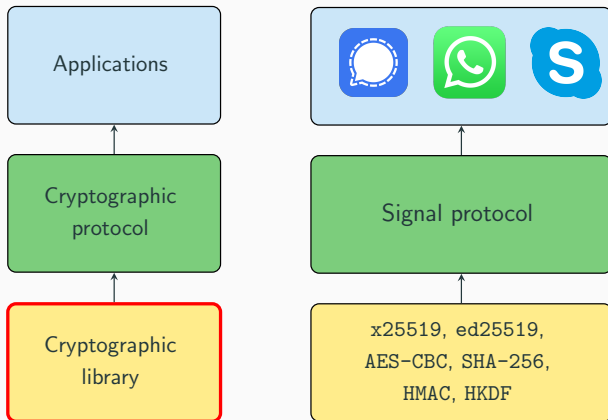 Applications
Cryptographic
protocol
Signal protocol
Cryptographic
library
x25519, ed25519,
AES-CBC, SHA-256,
HMAC, HKDF